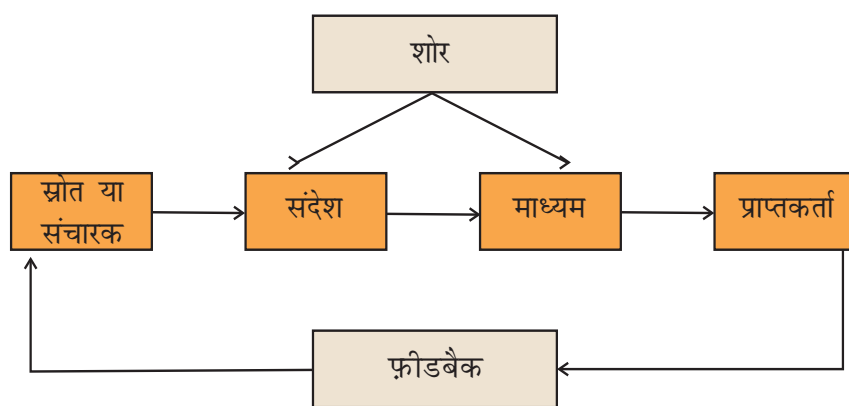 शोर
स्रोत या
संचारक
संदेश
माध्यम
प्राप्तकर्ता
फ़ीडबैक